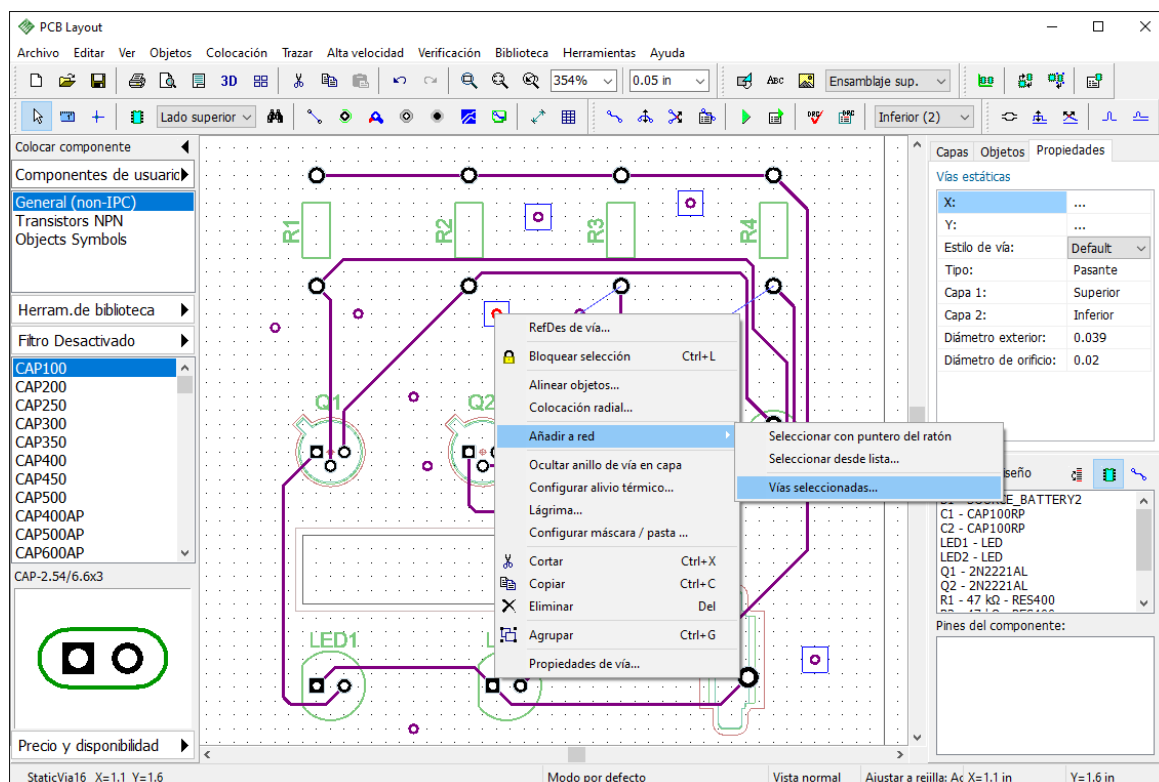 PCB Layout
Archivo Editar Ver Objetos Colocación Trazar Alta velocidad Verificación Biblioteca Herramientas Ayuda
3D 354% 0.05 in ABC Ensamblaje sup.
Lado superior DRC DRC Inferior (2)
Colocar componente
Componentes de usuario
General (non-IPC)
Transistors NPN
Objects Symbols
Herram.de biblioteca
Filtro Desactivado
CAP100
CAP200
CAP250
CAP300
CAP350
CAP400
CAP450
CAP500
CAP400AP
CAP500AP
CAP600AP
CAP-2.54/6.6x3
Precio y disponibilidad
R1
R2
R3
R4
Q1
Q2
LED1
RefDes de vía...
Bloquear selección Ctrl+L
Alinear objetos...
Colocación radial...
Añadir a red
Ocultar anillo de vía en capa
Configurar alivio térmico...
Lágrima...
Configurar máscara / pasta ...
Cortar Ctrl+X
Copiar Ctrl+C
Eliminar Del
Agrupar Ctrl+G
Propiedades de vía...
Seleccionar con puntero del ratón
Seleccionar desde lista...
Vías seleccionadas...
Capas Objetos Propiedades
Vías estáticas
X: ...
Y: ...
Estilo de vía: Default
Tipo: Pasante
Capa 1: Superior
Capa 2: Inferior
Diámetro exterior: 0.039
Diámetro de orificio: 0.02
C1 - CAP100RP
C2 - CAP100RP
LED1 - LED
LED2 - LED
Q1 - 2N2221AL
Q2 - 2N2221AL
R1 - 47 kΩ - RES400
Pines del componente:
StaticVia16 X=1.1 Y=1.6 Modo por defecto Vista normal Ajustar a rejilla: Ac X=1.1 in Y=1.6 in